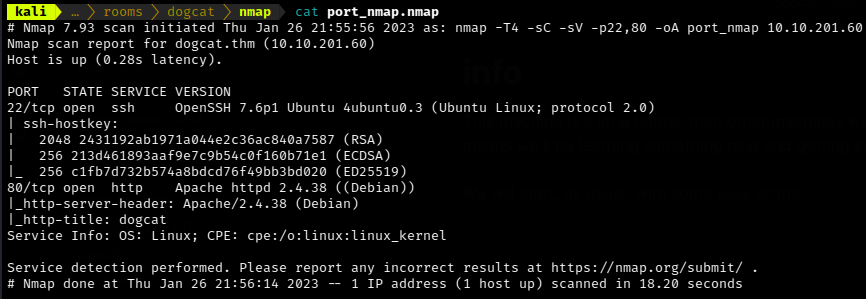 kali … rooms dogcat nmap cat port_nmap.nmap
# Nmap 7.93 scan initiated Thu Jan 26 21:55:56 2023 as: nmap -T4 -sC -sV -p22,80 -oA port_nmap 10.10.201.60
Nmap scan report for dogcat.thm (10.10.201.60)
Host is up (0.28s latency).
PORT   STATE SERVICE VERSION
22/tcp open  ssh     OpenSSH 7.6p1 Ubuntu 4ubuntu0.3 (Ubuntu Linux; protocol 2.0)
| ssh-hostkey:
|   2048 2431192ab1971a044e2c36ac840a7587 (RSA)
|   256 213d461893aaf9e7c9b54c0f160b71e1 (ECDSA)
|_  256 c1fb7d732b574a8bdcd76f49bb3bd020 (ED25519)
80/tcp open  http    Apache httpd 2.4.38 ((Debian))
|_http-server-header: Apache/2.4.38 (Debian)
|_http-title: dogcat
Service Info: OS: Linux; CPE: cpe:/o:linux:linux_kernel
Service detection performed. Please report any incorrect results at https://nmap.org/submit/ .
# Nmap done at Thu Jan 26 21:56:14 2023 -- 1 IP address (1 host up) scanned in 18.20 seconds
info